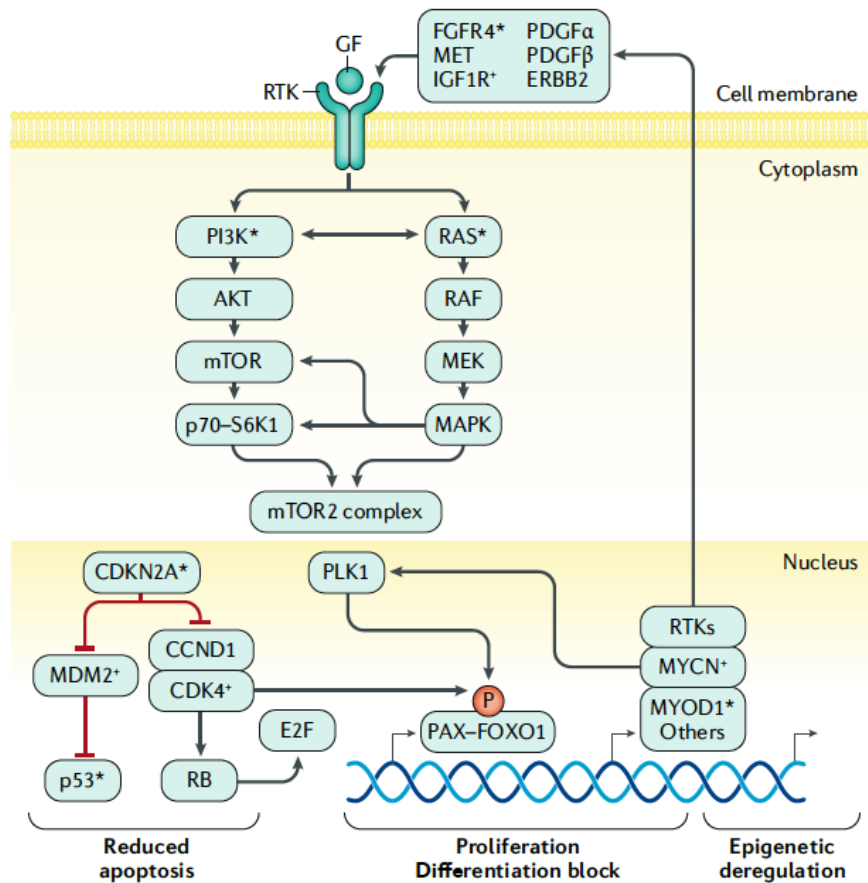 GF
RTK
FGFR4* PDGFα
MET PDGFβ
IGF1R⁺ ERBB2
Cell membrane
Cytoplasm
PI3K*
RAS*
AKT
RAF
mTOR
MEK
p70–S6K1
MAPK
mTOR2 complex
Nucleus
CDKN2A*
PLK1
CCND1
RTKs
MDM2⁺
CDK4⁺
MYCN⁺
P
MYOD1*
Others
E2F
PAX–FOXO1
p53*
RB
Reduced
apoptosis
Proliferation
Differentiation block
Epigenetic
deregulation